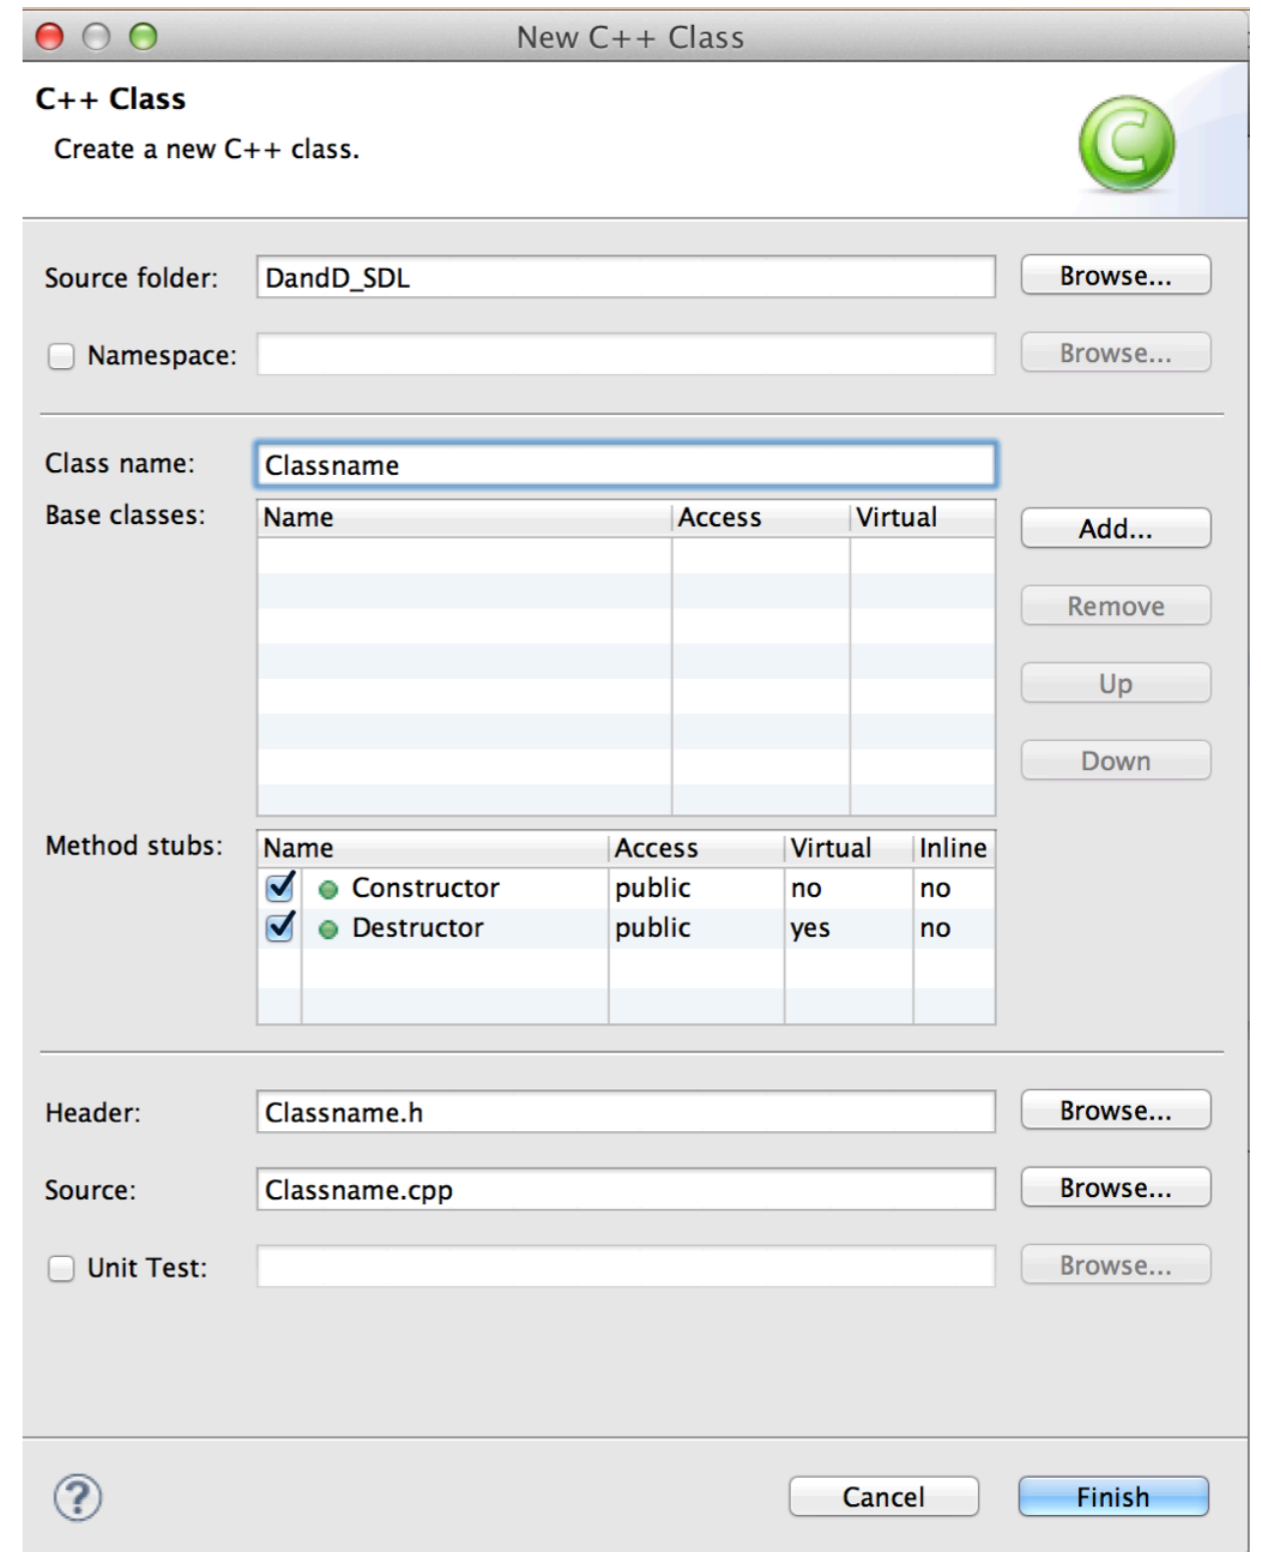 New C++ Class
C++ Class
Create a new C++ class.
Source folder: DandD_SDL Browse...
Namespace: Browse...
Class name: Classname
Base classes: Name Access Virtual
Add...
Remove
Up
Down
Method stubs: Name Access Virtual Inline
Constructor public no no
Destructor public yes no
Header: Classname.h Browse...
Source: Classname.cpp Browse...
Unit Test: Browse...
? Cancel Finish